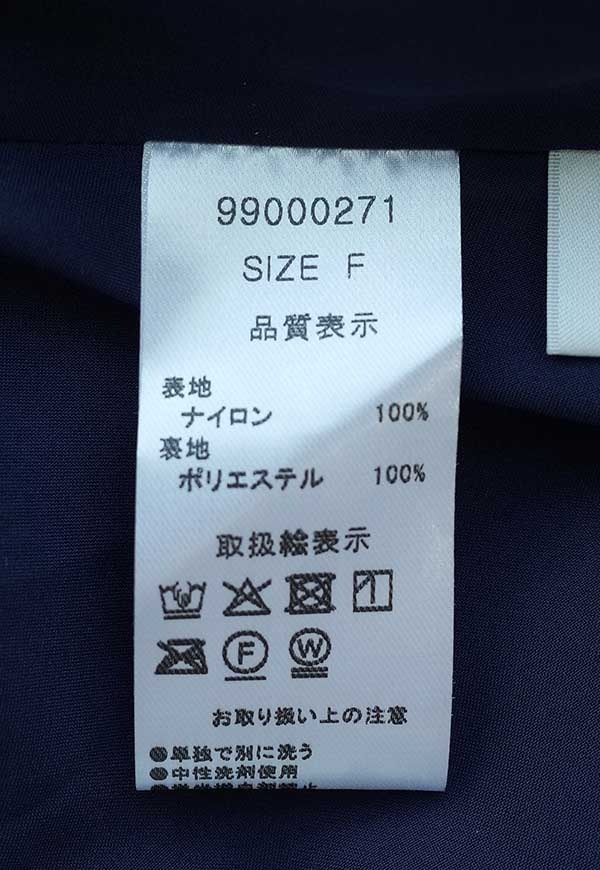 99000271
SIZE F
品質表示
表地
ナイロン 100%
裏地
ポリエステル 100%
取扱絵表示
F W
お取り扱い上の注意
●単独で別に洗う
●中性洗剤使用